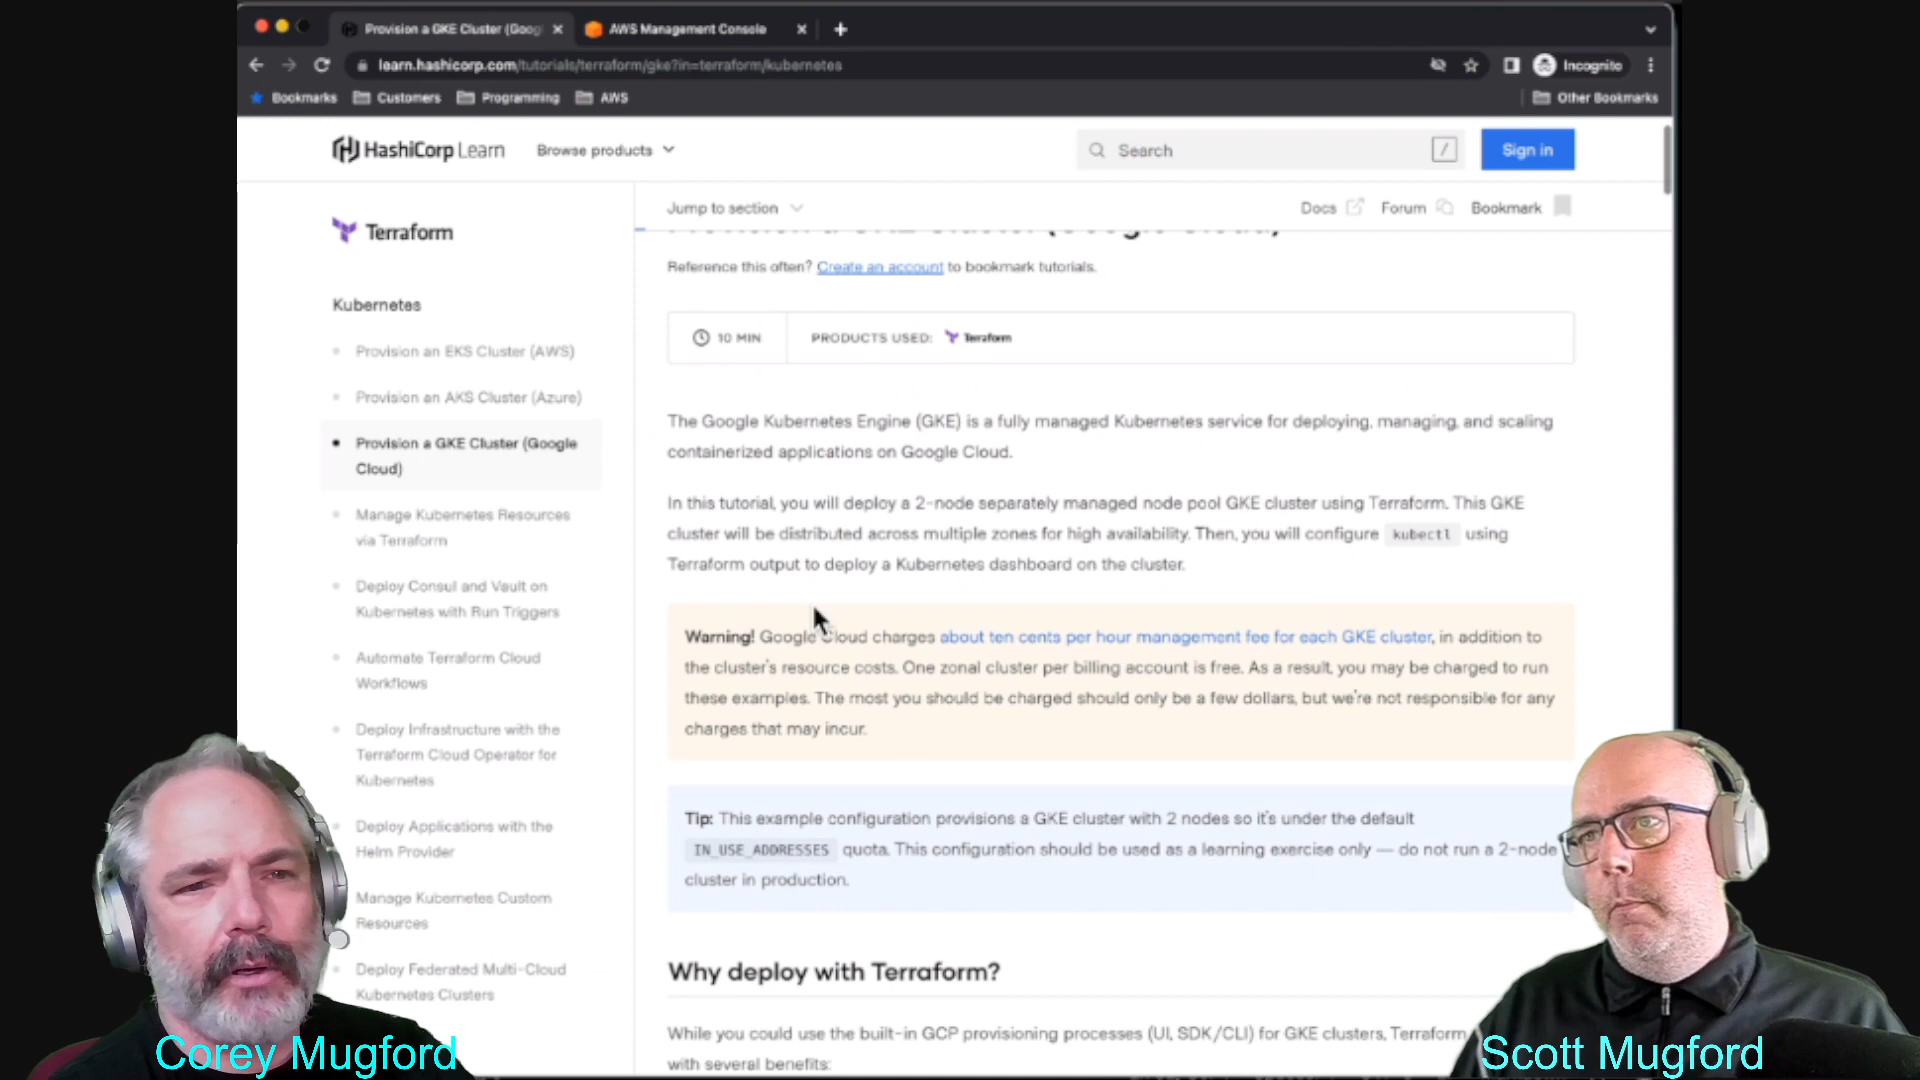 Provision a GKE Cluster (Goog
AWS Management Console
learn.hashicorp.com/tutorials/terraform/gke?in=terraform/kubernetes
Incognito
Bookmarks
Customers
Programming
AWS
Other Bookmarks
HashiCorp Learn
Browse products
Search
/
Sign in
Jump to section
Docs
Forum
Bookmark
Terraform
Provision a GKE Cluster (Google Cloud)
Reference this often? Create an account to bookmark tutorials.
10 MIN
PRODUCTS USED:
Terraform
Kubernetes
Provision an EKS Cluster (AWS)
Provision an AKS Cluster (Azure)
Provision a GKE Cluster (Google
Cloud)
Manage Kubernetes Resources
via Terraform
Deploy Consul and Vault on
Kubernetes with Run Triggers
Automate Terraform Cloud
Workflows
Deploy Infrastructure with the
Terraform Cloud Operator for
Kubernetes
Deploy Applications with the
Helm Provider
Manage Kubernetes Custom
Resources
Deploy Federated Multi-Cloud
Kubernetes Clusters
The Google Kubernetes Engine (GKE) is a fully managed Kubernetes service for deploying, managing, and scaling
containerized applications on Google Cloud.
In this tutorial, you will deploy a 2-node separately managed node pool GKE cluster using Terraform. This GKE
cluster will be distributed across multiple zones for high availability. Then, you will configure kubectl using
Terraform output to deploy a Kubernetes dashboard on the cluster.
Warning! Google Cloud charges about ten cents per hour management fee for each GKE cluster, in addition to
the cluster's resource costs. One zonal cluster per billing account is free. As a result, you may be charged to run
these examples. The most you should be charged should only be a few dollars, but we're not responsible for any
charges that may incur.
Tip: This example configuration provisions a GKE cluster with 2 nodes so it's under the default
IN_USE_ADDRESSES quota. This configuration should be used as a learning exercise only — do not run a 2-node
cluster in production.
Why deploy with Terraform?
While you could use the built-in GCP provisioning processes (UI, SDK/CLI) for GKE clusters, Terraform
with several benefits:
Corey Mugford
Scott Mugford